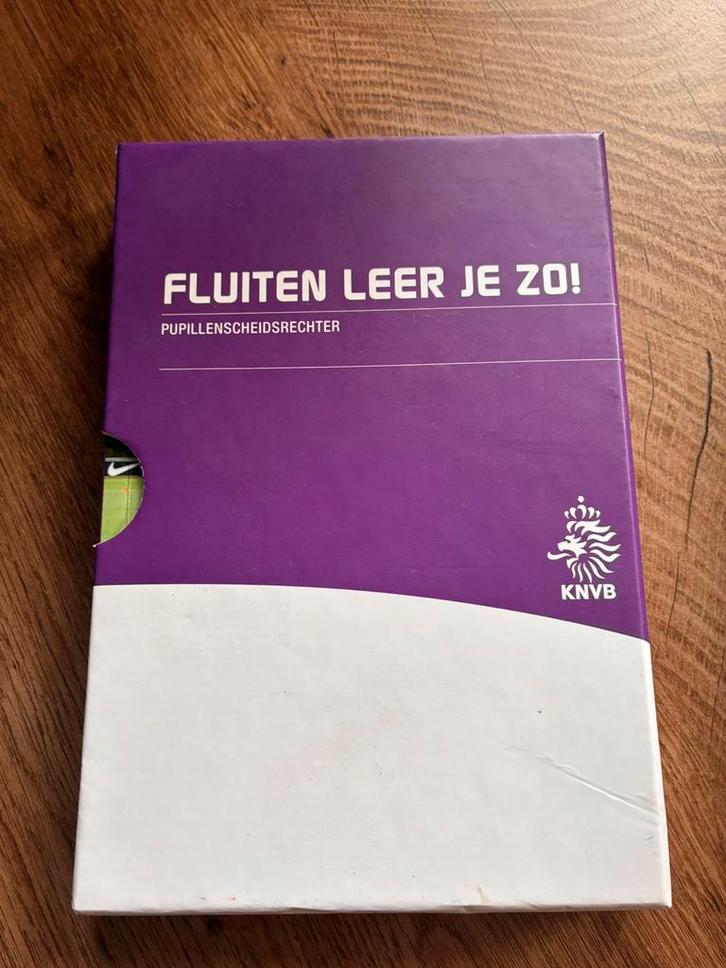 FLUITEN LEER JE ZO!
PUPILLENSCHEIDSRECHTER
KNVB